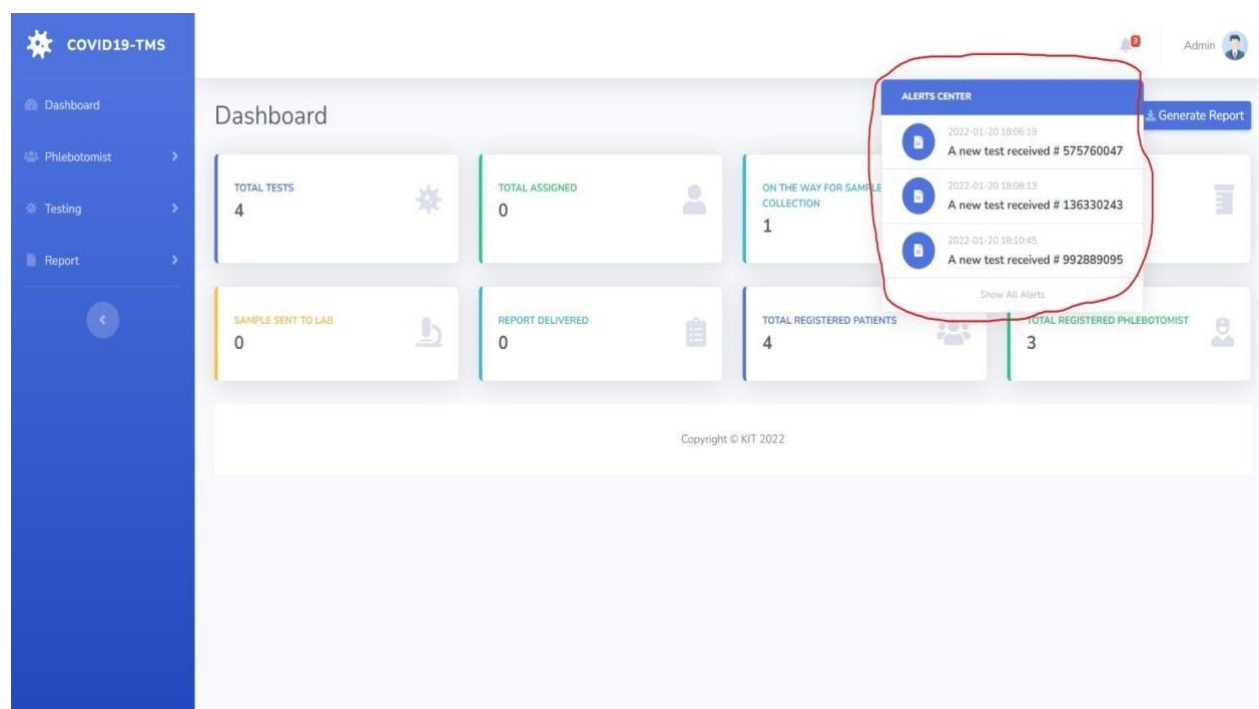 COVID19-TMS
3
Admin
Dashboard
Phlebotomist
Testing
Report
Dashboard
Generate Report
ALERTS CENTER
2022-01-20 18:06:19
A new test received # 575760047
2022-01-20 18:08:13
A new test received # 136330243
2022-01-20 18:10:45
A new test received # 992889095
Show All Alerts
TOTAL TESTS
4
TOTAL ASSIGNED
0
ON THE WAY FOR SAMPLE
COLLECTION
1
SAMPLE SENT TO LAB
0
REPORT DELIVERED
0
TOTAL REGISTERED PATIENTS
4
TOTAL REGISTERED PHLEBOTOMIST
3
Copyright © KIT 2022